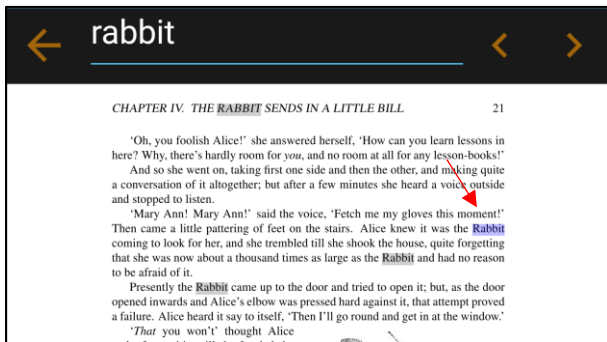 rabbit
CHAPTER IV. THE RABBIT SENDS IN A LITTLE BILL 21
‘Oh, you foolish Alice!’ she answered herself, ‘How can you learn lessons in
here? Why, there’s hardly room for you, and no room at all for any lesson-books!’
And so she went on, taking first one side and then the other, and making quite
a conversation of it altogether; but after a few minutes she heard a voice outside
and stopped to listen.
‘Mary Ann! Mary Ann!’ said the voice, ‘Fetch me my gloves this moment!’
Then came a little pattering of feet on the stairs. Alice knew it was the Rabbit
coming to look for her, and she trembled till she shook the house, quite forgetting
that she was now about a thousand times as large as the Rabbit and had no reason
to be afraid of it.
Presently the Rabbit came up to the door and tried to open it; but, as the door
opened inwards and Alice’s elbow was pressed hard against it, that attempt proved
a failure. Alice heard it say to itself, ‘Then I’ll go round and get in at the window.’
‘That you won’t’ thought Alice